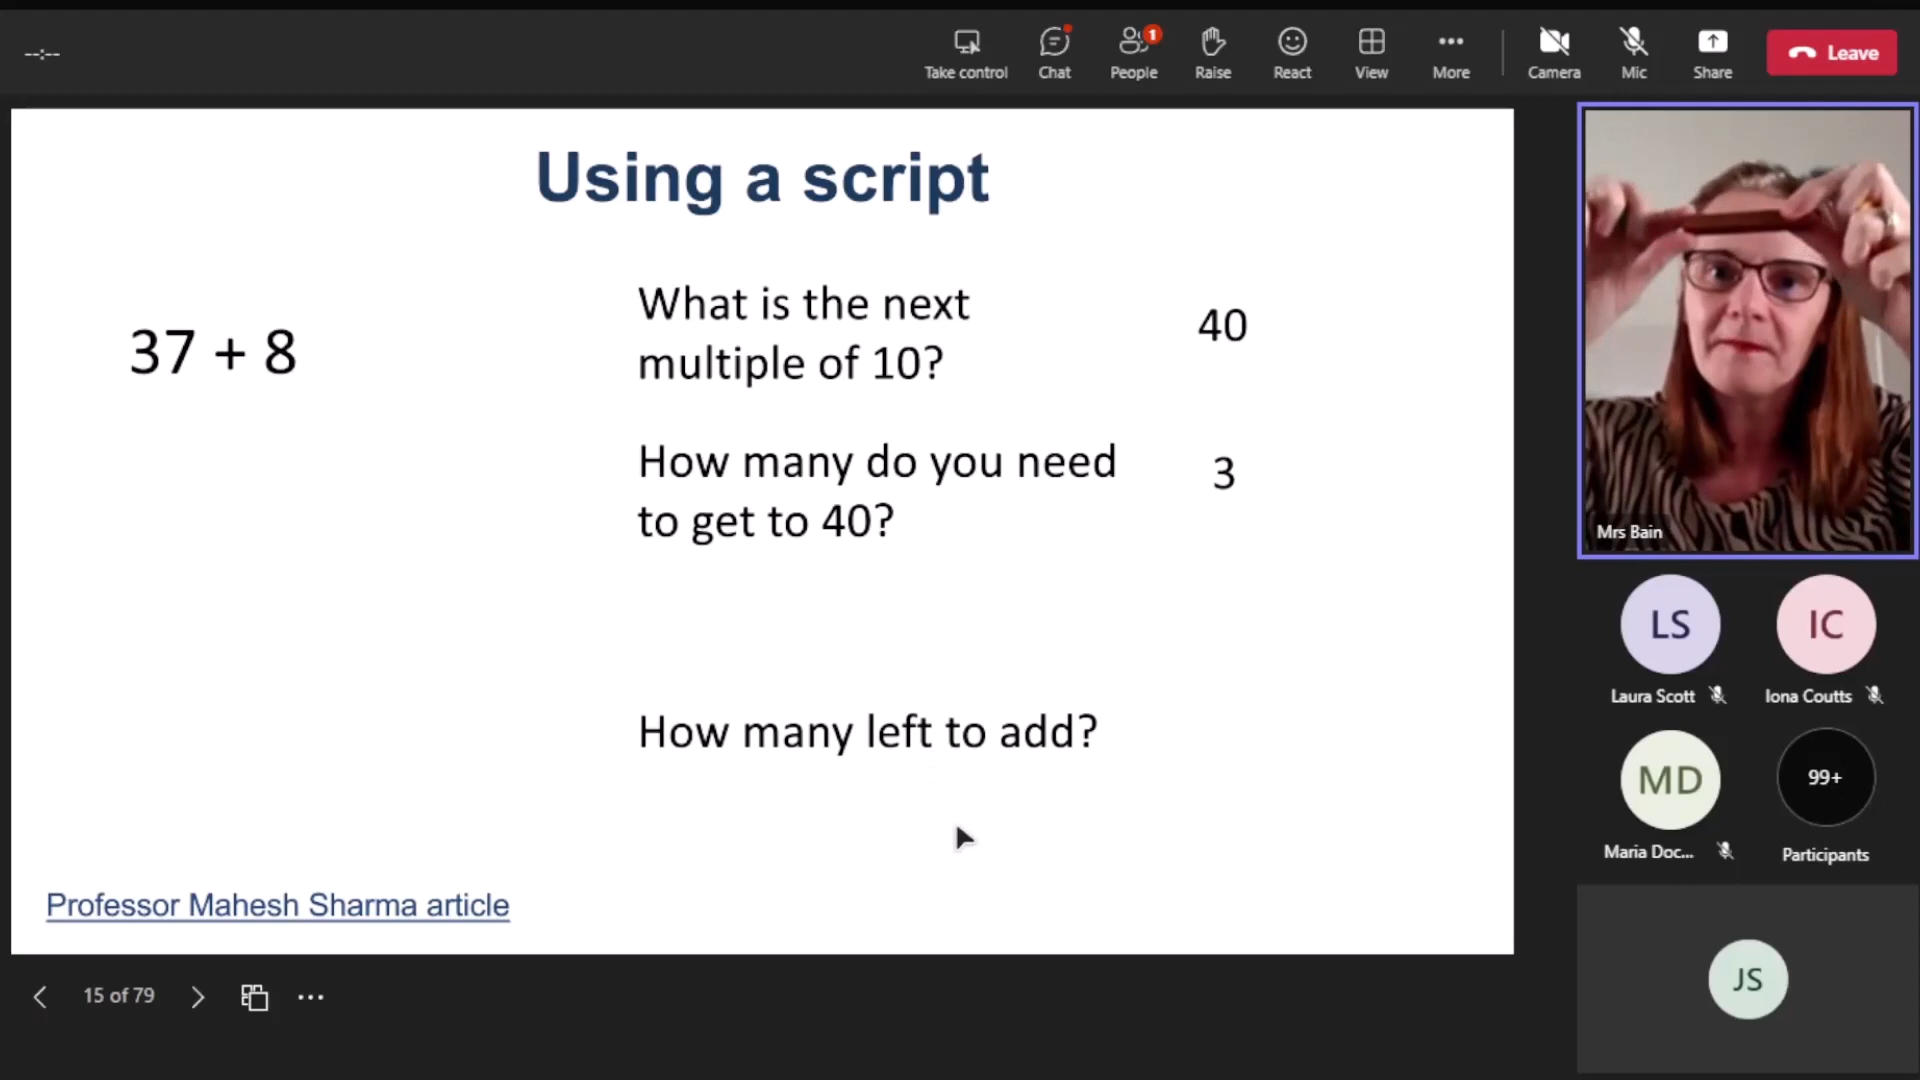 --:--
Take control
Chat
1
People
Raise
React
View
More
Camera
Mic
Share
Leave
Using a script
37 + 8
What is the next
multiple of 10?
40
How many do you need
to get to 40?
3
How many left to add?
Professor Mahesh Sharma article
Mrs Bain
LS
IC
Laura Scott
Iona Coutts
MD
99+
Maria Doc...
Participants
JS
15 of 79